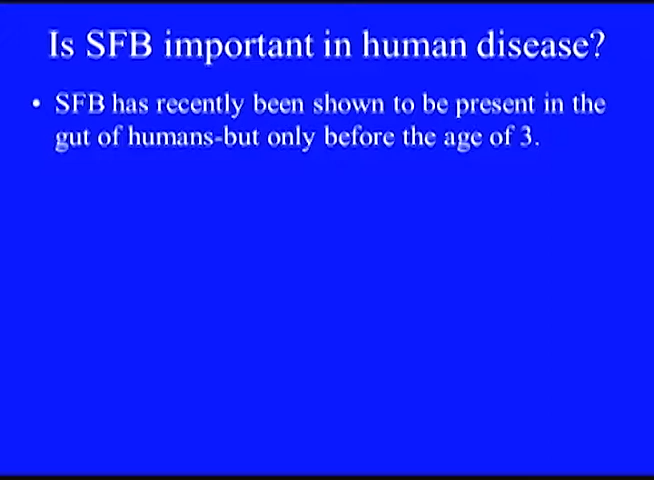 Is SFB important in human disease?
• SFB has recently been shown to be present in the
gut of humans-but only before the age of 3.